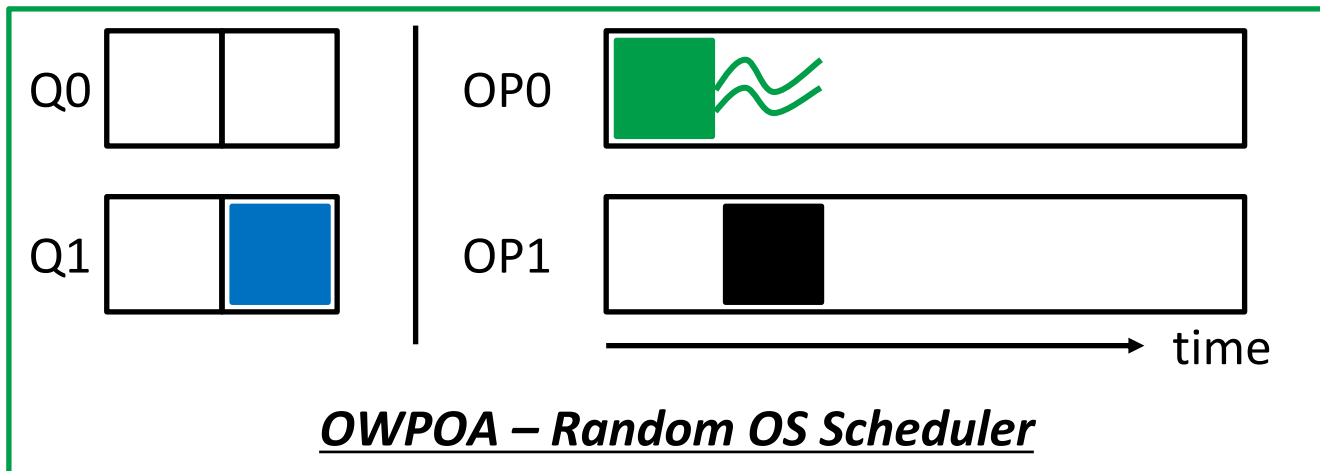 Q0
OP0
Q1
OP1
time
OWPOA – Random OS Scheduler